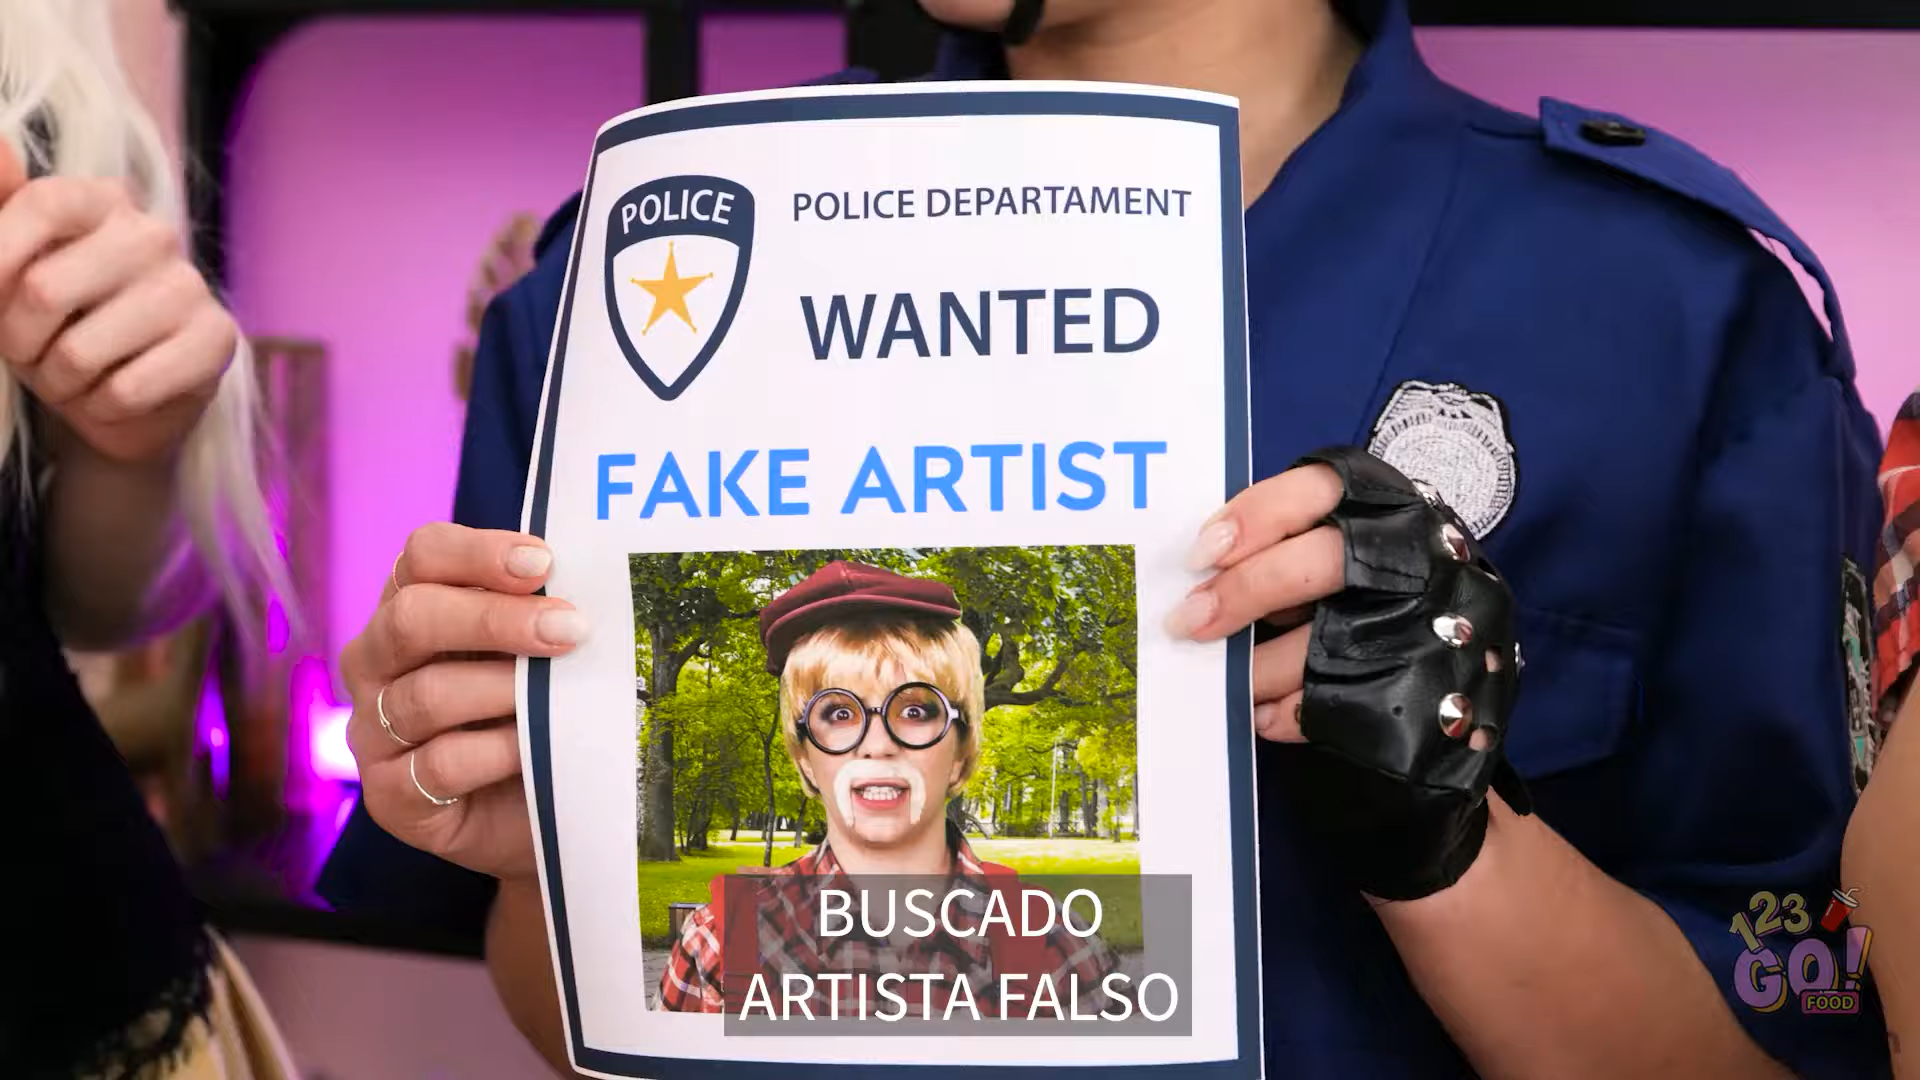 POLICE
POLICE DEPARTAMENT
WANTED
FAKE ARTIST
BUSCADO
ARTISTA FALSO
123
GO!
FOOD